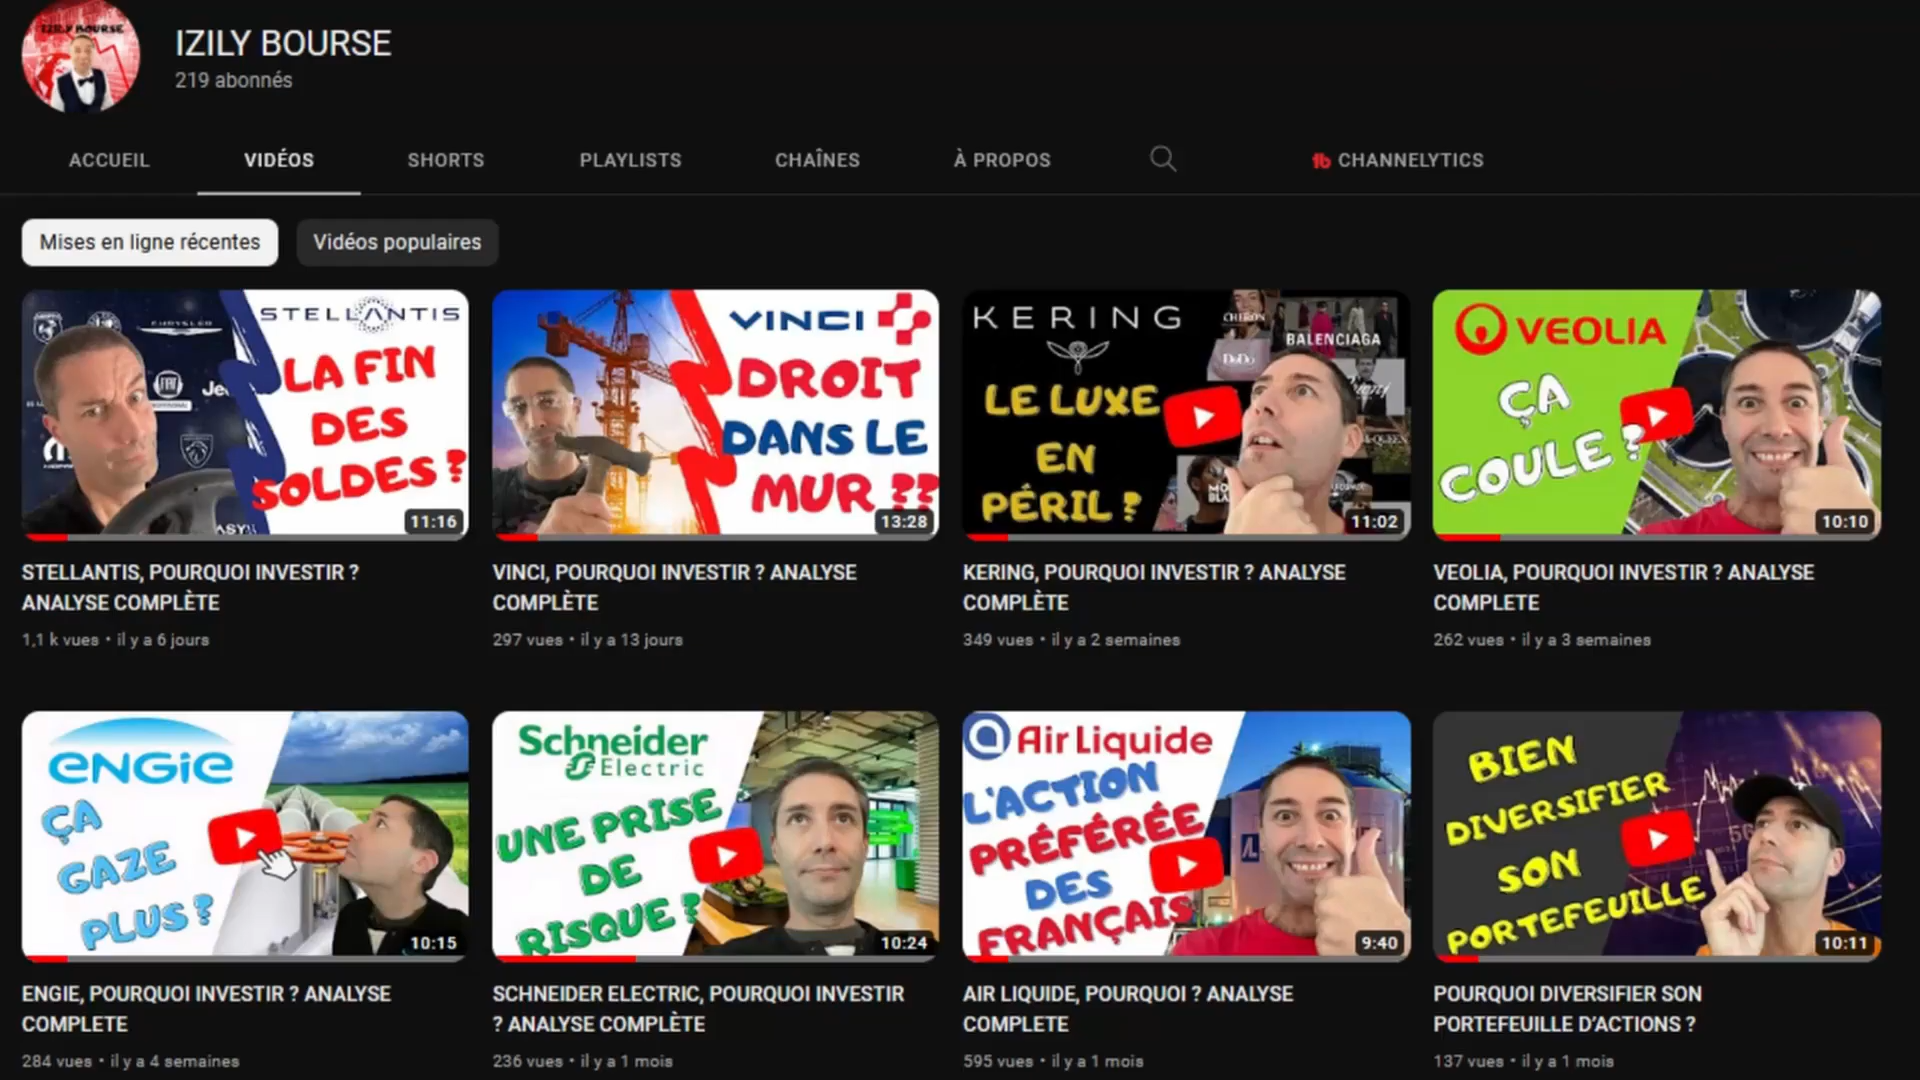 IZILY BOURSE
IZILY BOURSE
219 abonnés
ACCUEIL
VIDÉOS
SHORTS
PLAYLISTS
CHAÎNES
À PROPOS
CHANNELYTICS
Mises en ligne récentes
Vidéos populaires
STELLANTIS
CHRYSLER
FIAT
Jee
LA FIN
DES
SOLDES ?
11:16
VINCI
DROIT
DANS LE
MUR ??
13:28
KERING
BALENCIAGA
DoDo
LE LUXE
EN
PÉRIL ?
11:02
VEOLIA
ÇA
COULE ?
10:10
STELLANTIS, POURQUOI INVESTIR ?
ANALYSE COMPLÈTE
1,1 k vues • il y a 6 jours
VINCI, POURQUOI INVESTIR ? ANALYSE
COMPLÈTE
297 vues • il y a 13 jours
KERING, POURQUOI INVESTIR ? ANALYSE
COMPLÈTE
349 vues • il y a 2 semaines
VEOLIA, POURQUOI INVESTIR ? ANALYSE
COMPLETE
262 vues • il y a 3 semaines
ENGIE
ÇA
GAZE
PLUS ?
10:15
Schneider
Electric
UNE PRISE
DE
RISQUE ?
10:24
Air Liquide
L'ACTION
PRÉFÉRÉE
DES
FRANÇAIS
9:40
BIEN
DIVERSIFIER
SON
PORTEFEUILLE
10:11
ENGIE, POURQUOI INVESTIR ? ANALYSE
COMPLETE
284 vues • il y a 4 semaines
SCHNEIDER ELECTRIC, POURQUOI INVESTIR
? ANALYSE COMPLÈTE
236 vues • il y a 1 mois
AIR LIQUIDE, POURQUOI ? ANALYSE
COMPLETE
595 vues • il y a 1 mois
POURQUOI DIVERSIFIER SON
PORTEFEUILLE D'ACTIONS ?
137 vues • il y a 1 mois